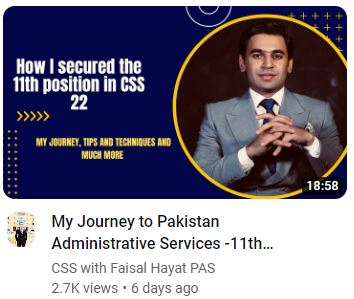 How I secured the
11th position in CSS
22
>>>>>
MY JOURNEY, TIPS AND TECHNIQUES AND
MUCH MORE
18:58
My Journey to Pakistan
Administrative Services -11th...
CSS with Faisal Hayat PAS
2.7K views • 6 days ago